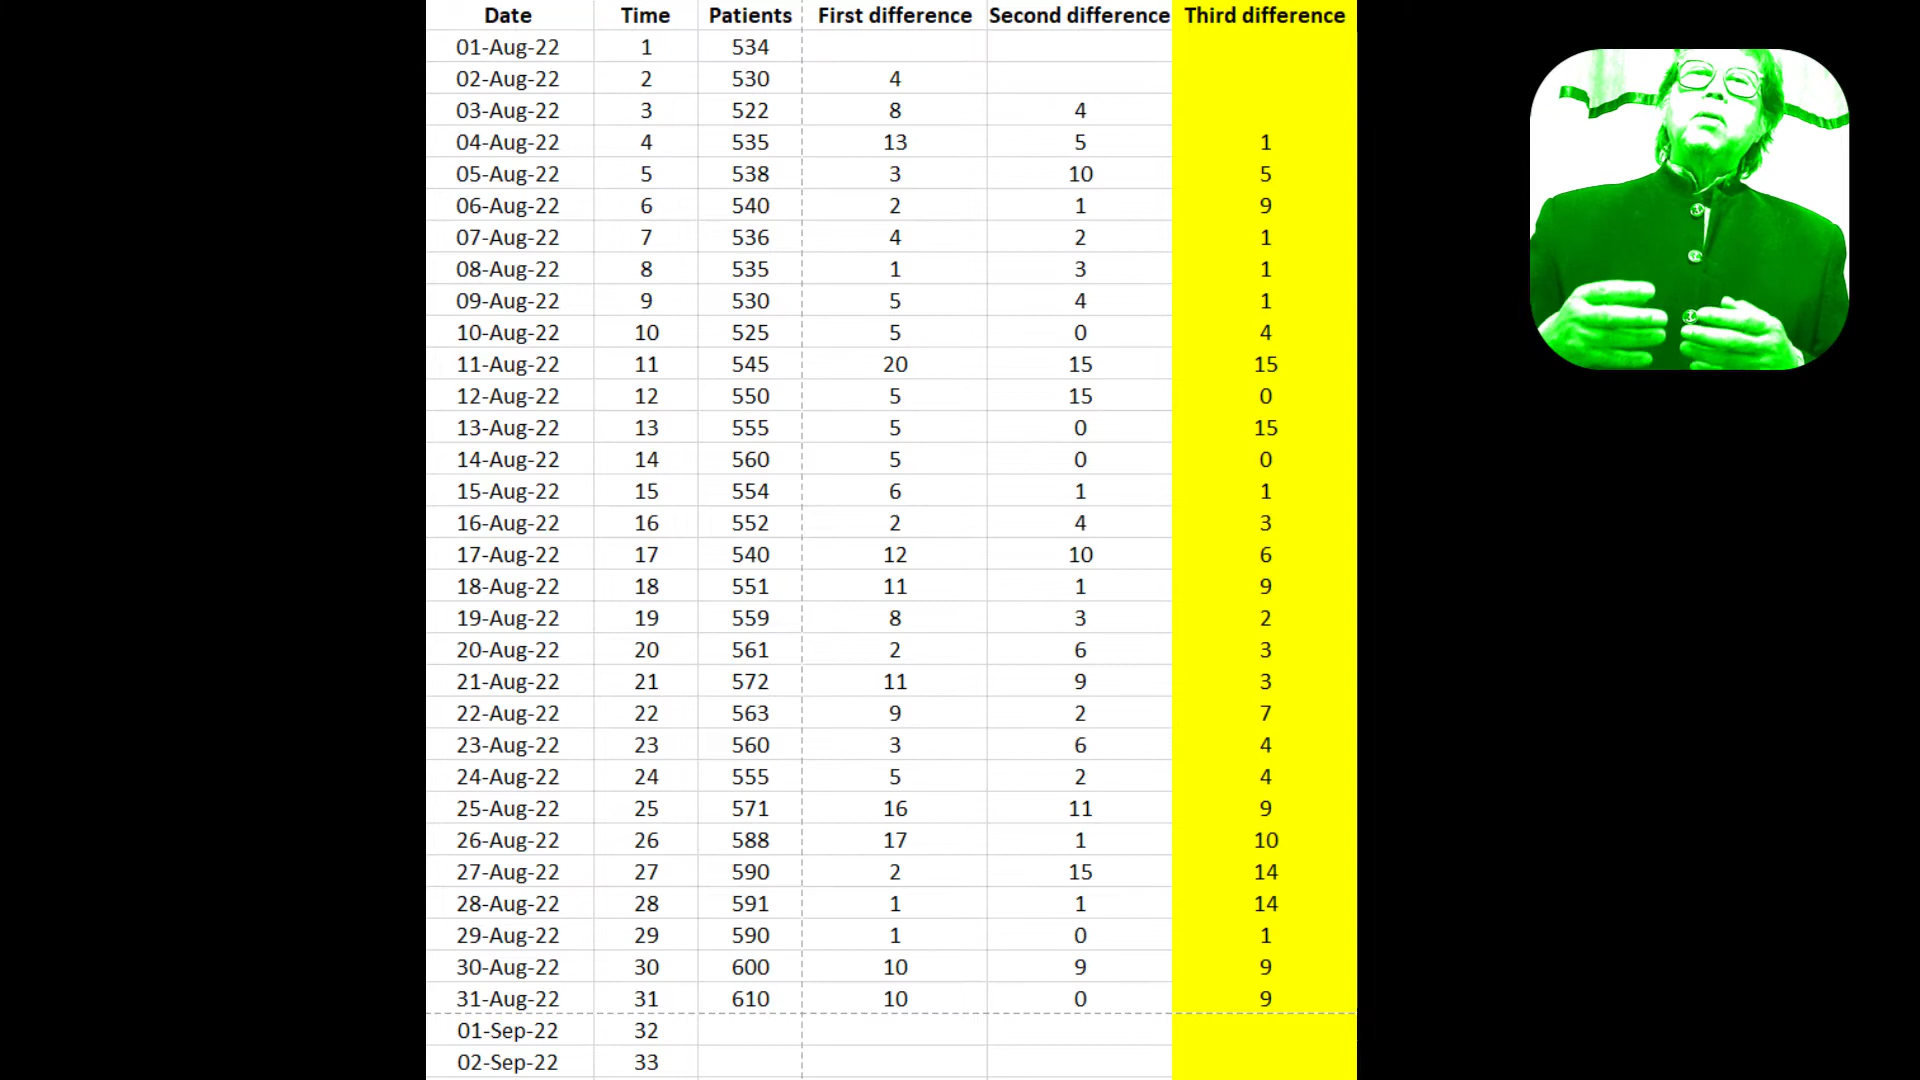 Date Time Patients First difference Second difference Third difference
01-Aug-22 1 534
02-Aug-22 2 530 4
03-Aug-22 3 522 8 4
04-Aug-22 4 535 13 5 1
05-Aug-22 5 538 3 10 5
06-Aug-22 6 540 2 1 9
07-Aug-22 7 536 4 2 1
08-Aug-22 8 535 1 3 1
09-Aug-22 9 530 5 4 1
10-Aug-22 10 525 5 0 4
11-Aug-22 11 545 20 15 15
12-Aug-22 12 550 5 15 0
13-Aug-22 13 555 5 0 15
14-Aug-22 14 560 5 0 0
15-Aug-22 15 554 6 1 1
16-Aug-22 16 552 2 4 3
17-Aug-22 17 540 12 10 6
18-Aug-22 18 551 11 1 9
19-Aug-22 19 559 8 3 2
20-Aug-22 20 561 2 6 3
21-Aug-22 21 572 11 9 3
22-Aug-22 22 563 9 2 7
23-Aug-22 23 560 3 6 4
24-Aug-22 24 555 5 2 4
25-Aug-22 25 571 16 11 9
26-Aug-22 26 588 17 1 10
27-Aug-22 27 590 2 15 14
28-Aug-22 28 591 1 1 14
29-Aug-22 29 590 1 0 1
30-Aug-22 30 600 10 9 9
31-Aug-22 31 610 10 0 9
01-Sep-22 32
02-Sep-22 33